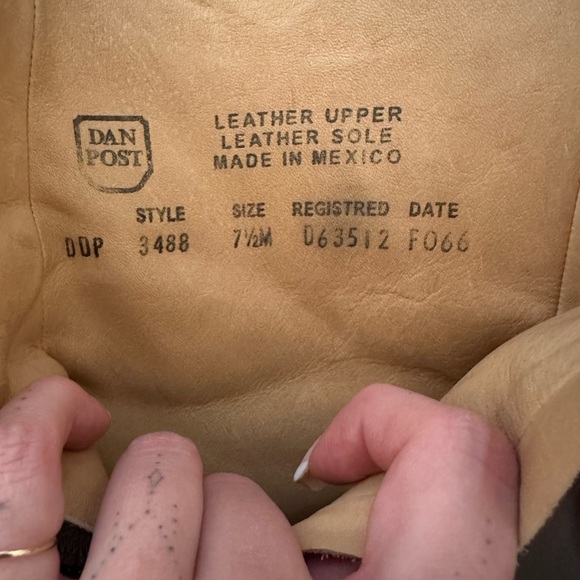 DAN
POST
LEATHER UPPER
LEATHER SOLE
MADE IN MEXICO
STYLE SIZE REGISTRED DATE
DDP 3488 7½M D63512 F066